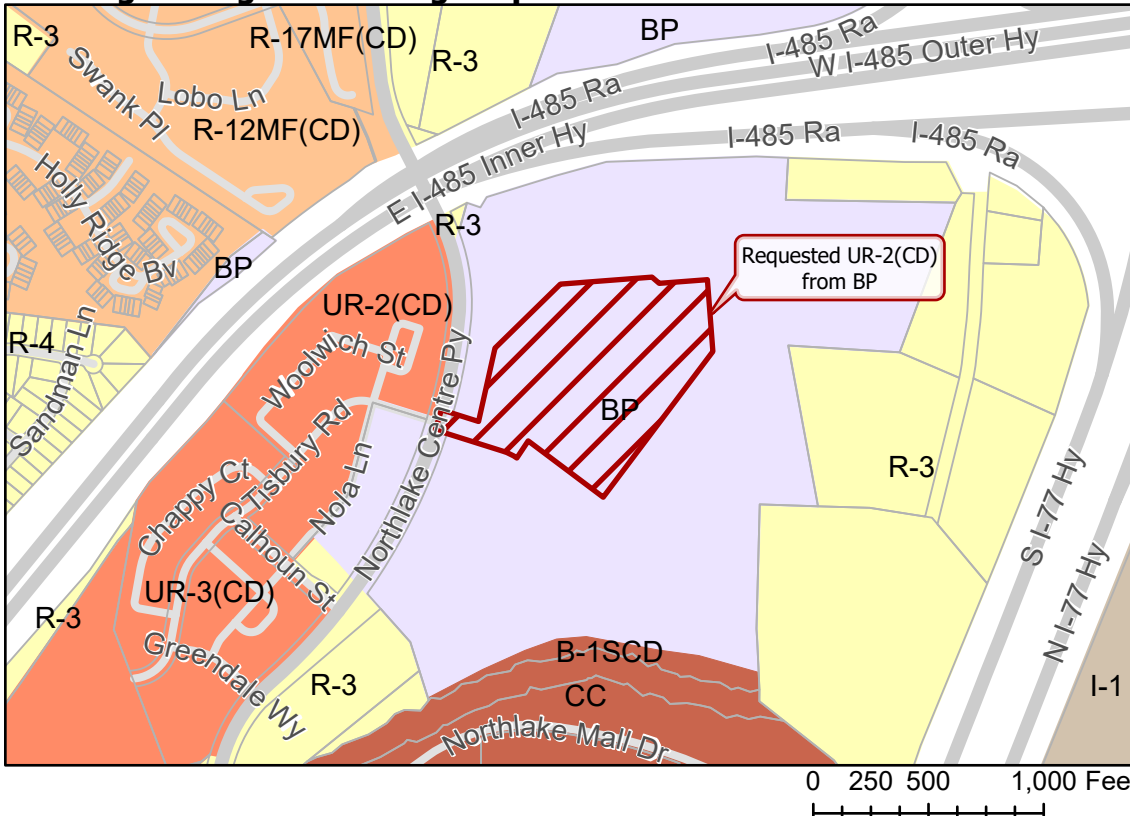 R-3
R-17MF(CD)
R-3
BP
I-485 Ra
W I-485 Outer Hy
Swank Pl
Lobo Ln
R-12MF(CD)
I-485 Ra
E I-485 Inner Hy
I-485 Ra
I-485 Ra
Holly Ridge Bv
BP
R-3
Requested UR-2(CD)
from BP
UR-2(CD)
R-4
Sandman Ln
Woolwich St
Northlake Centre Py
BP
Tisbury Rd
Nola Ln
Chappy Ct
Calhoun St
R-3
S I-77 Hy
N I-77 Hy
UR-3(CD)
R-3
Greendale Wy
R-3
B-1SCD
CC
I-1
Northlake Mall Dr
0 250 500 1,000 Fee